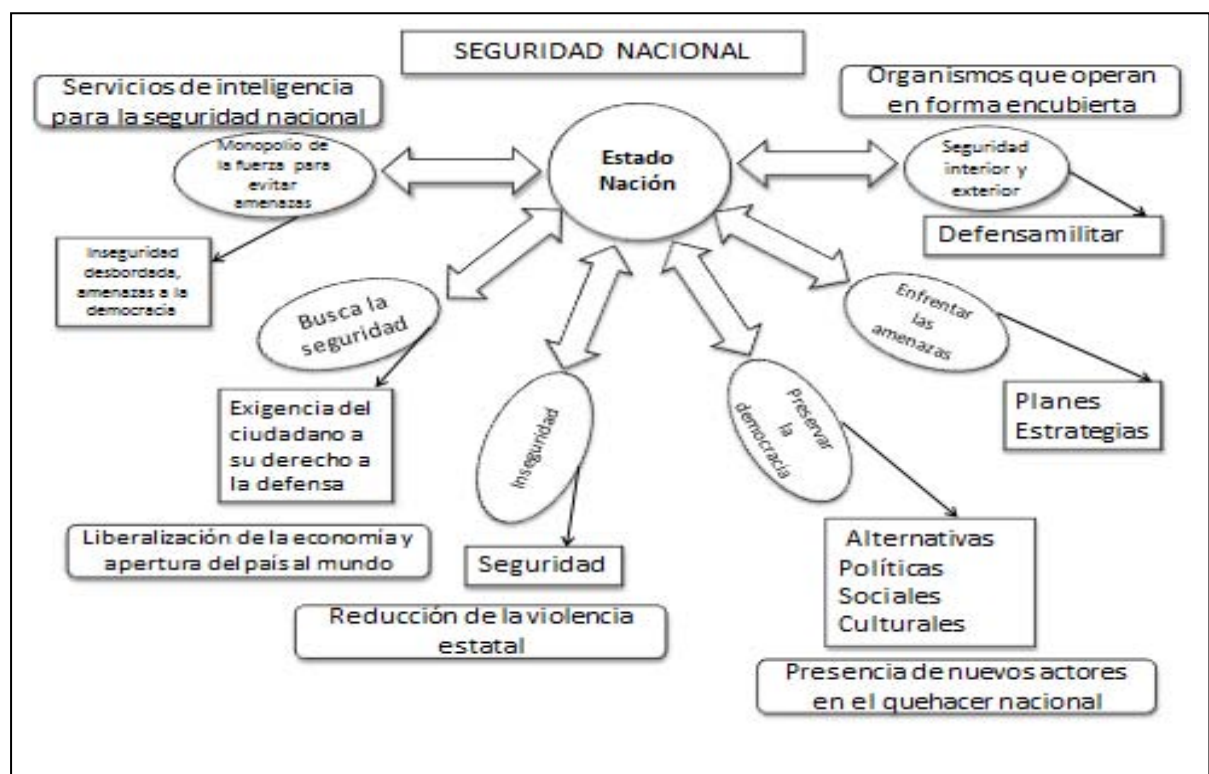 SEGURIDAD NACIONAL
Servicios de inteligencia
para la seguridad nacional
Organismos que operan
en forma encubierta
Monopolio de
la fuerza para
evitar
amenazas
Estado
Nación
Seguridad
interior y
exterior
Inseguridad
desbordada,
amenazas a la
democracia
Defensamilitar
Busca la
seguridad
Enfrentar
las
amenazas
Exigencia del
ciudadano a
su derecho a
la defensa
Inseguridad
Preservar
la
democracia
Planes
Estrategias
Liberalización de la economía y
apertura del país al mundo
Seguridad
Alternativas
Políticas
Sociales
Culturales
Reducción de la violencia
estatal
Presencia de nuevos actores
en el quehacer nacional